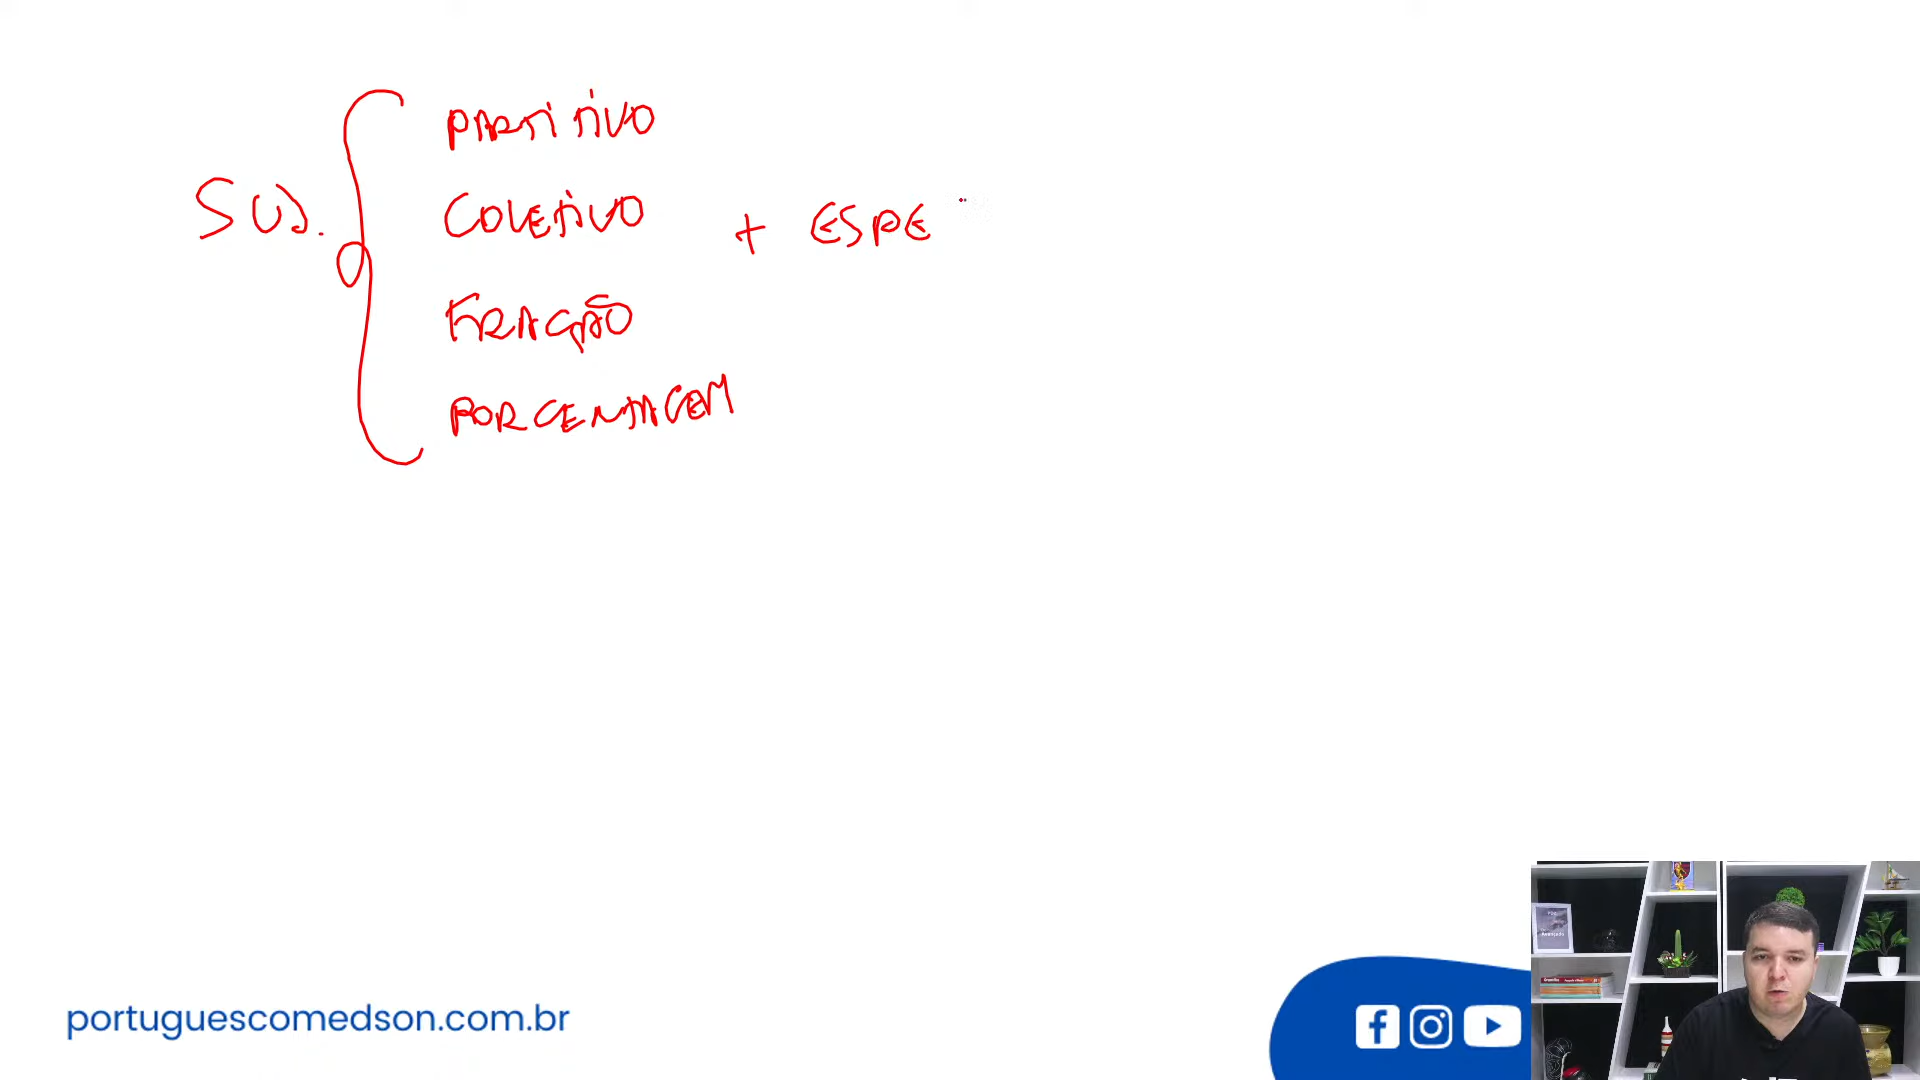 PARTITIVO
SUJ.
COLETIVO
+ ESPE
FRAÇÃO
PORCENTAGEM
portuguescomedson.com.br